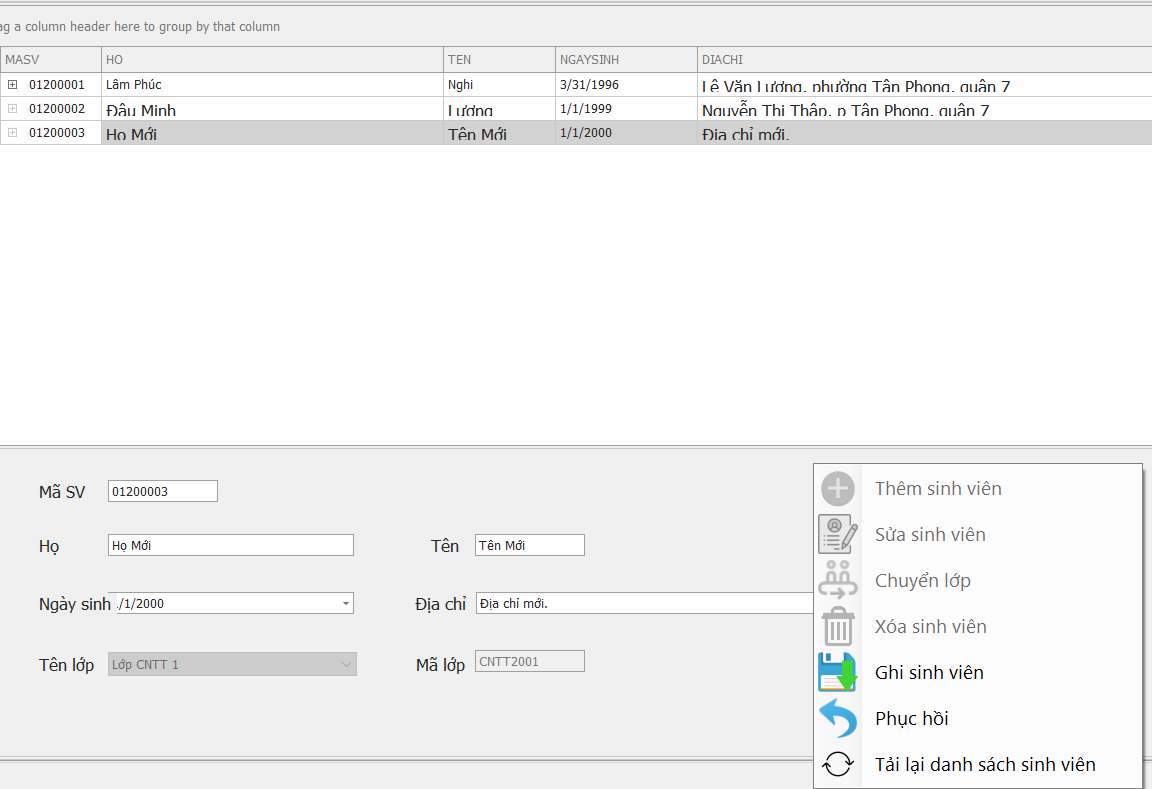 ag a column header here to group by that column
MASV HO TEN NGAYSINH DIACHI
01200001 Lâm Phúc Nghi 3/31/1996 Lê Văn Lương, phường Tân Phong, quận 7
01200002 Đậu Minh Lương 1/1/1999 Nguyễn Thị Thập, p Tân Phong, quận 7
01200003 Họ Mới Tên Mới 1/1/2000 Địa chỉ mới.
Mã SV 01200003
Họ Họ Mới Tên Tên Mới
Ngày sinh /1/2000 Địa chỉ Địa chỉ mới.
Tên lớp Lớp CNTT 1 Mã lớp CNTT2001
Thêm sinh viên
Sửa sinh viên
Chuyển lớp
Xóa sinh viên
Ghi sinh viên
Phục hồi
Tải lại danh sách sinh viên